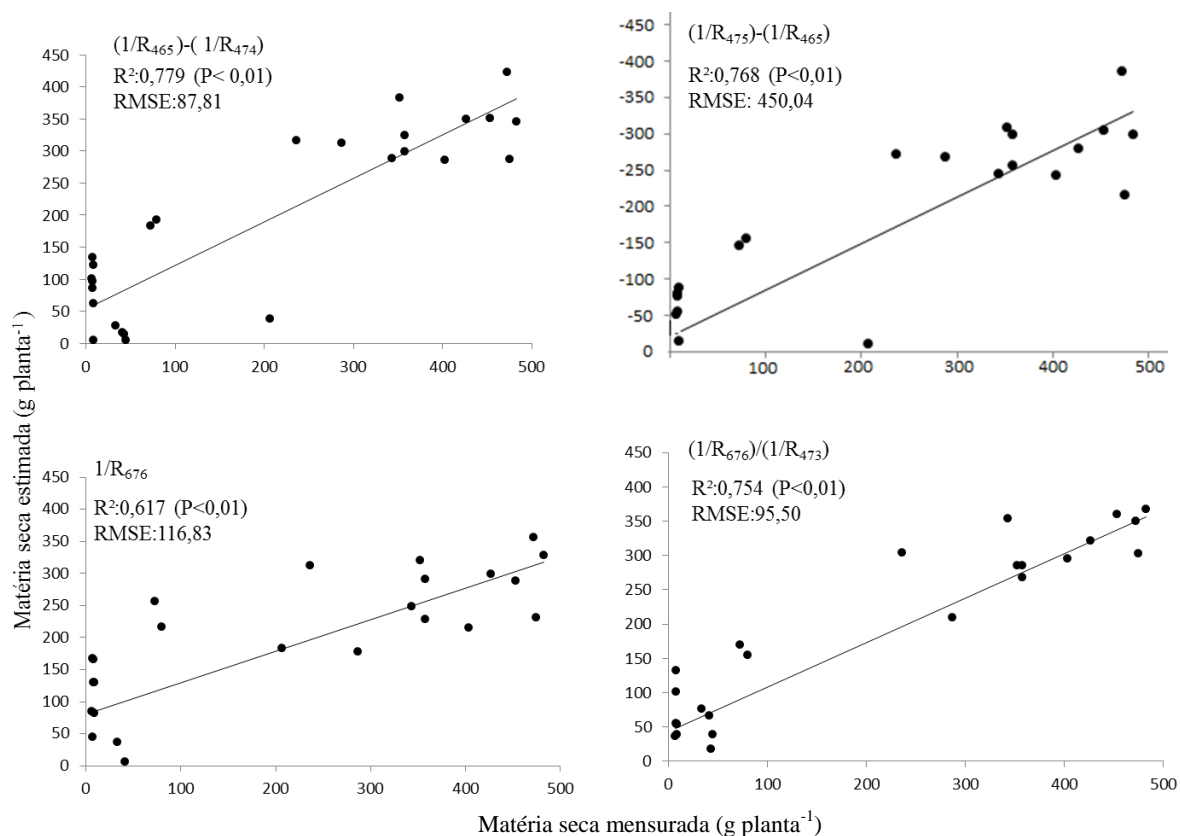 (1/R465)-( 1/R474)
R²:0,779 (P< 0,01)
RMSE:87,81
450
400
350
300
250
200
150
100
50
0
0 100 200 300 400 500
(1/R475)-(1/R465)
R²:0,768 (P<0,01)
RMSE: 450,04
-450
-400
-350
-300
-250
-200
-150
-100
-50
0
100 200 300 400 500
Matéria seca estimada (g planta-1)
1/R676
R²:0,617 (P<0,01)
RMSE:116,83
450
400
350
300
250
200
150
100
50
0
0 100 200 300 400 500
(1/R676)/(1/R473)
R²:0,754 (P<0,01)
RMSE:95,50
450
400
350
300
250
200
150
100
50
0
0 100 200 300 400 500
Matéria seca mensurada (g planta-1)